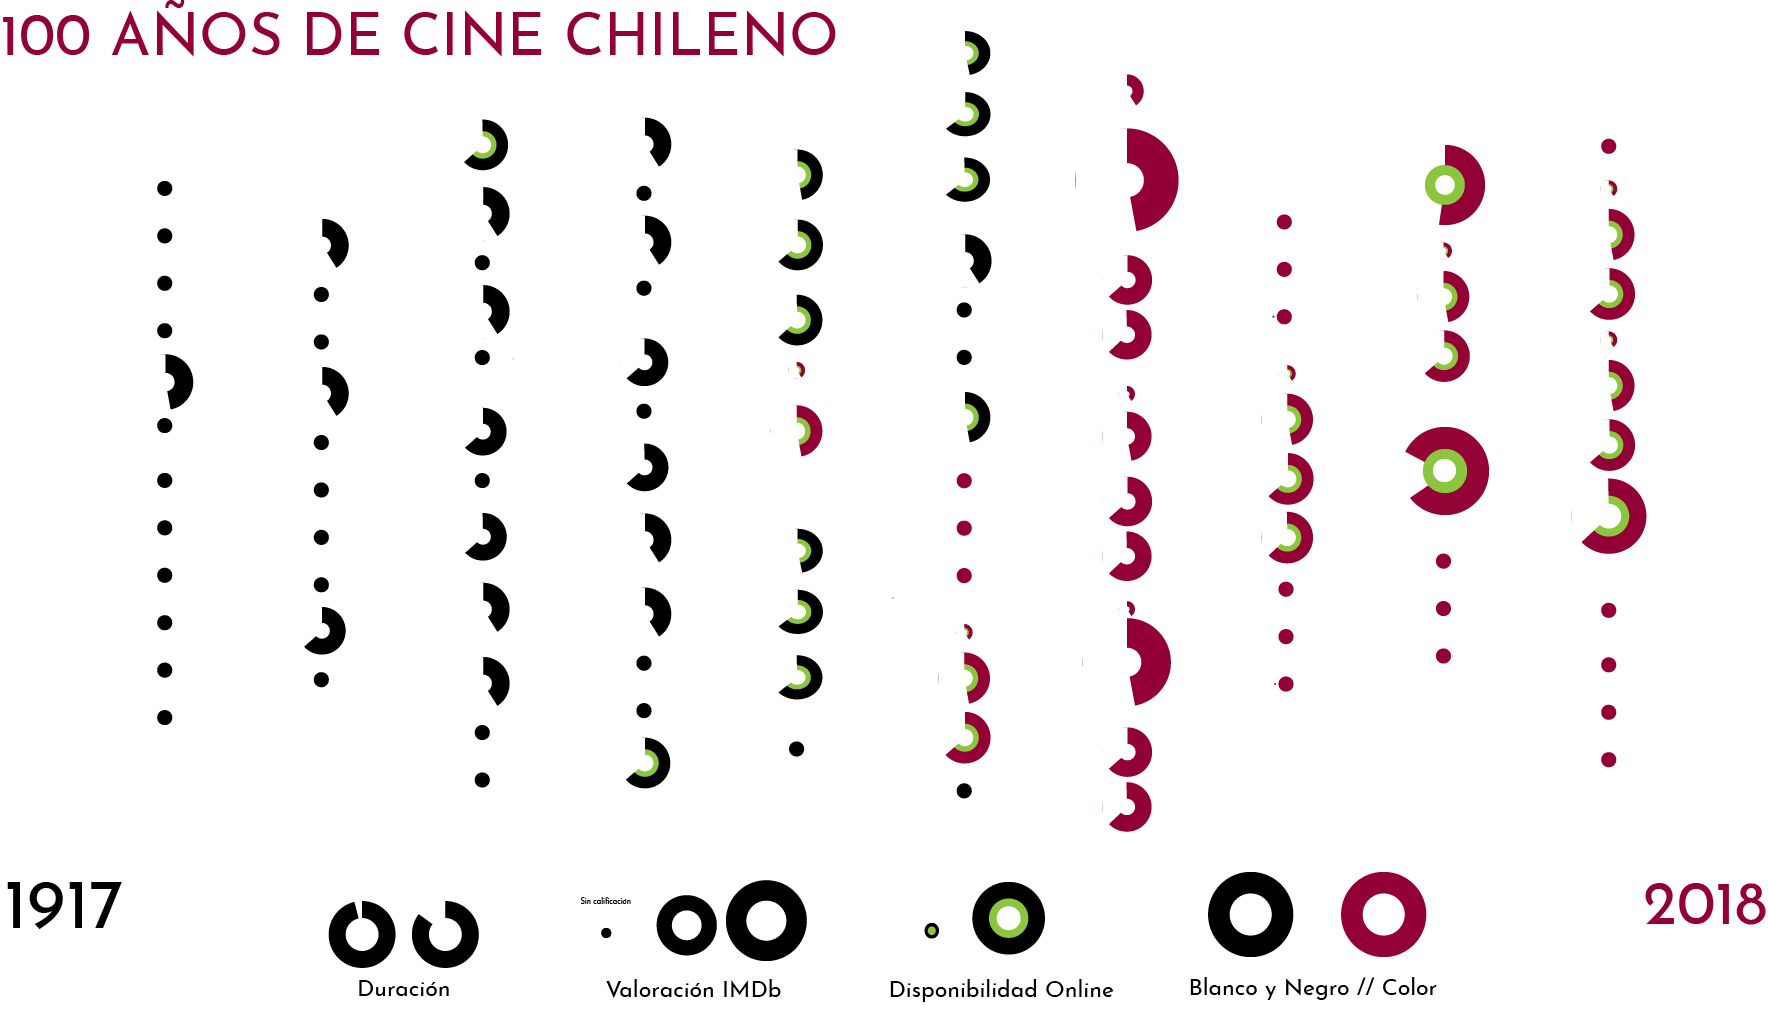 100 AÑOS DE CINE CHILENO
1917
2018
Sin calificación
Duración
Valoración IMDb
Disponibilidad Online
Blanco y Negro // Color